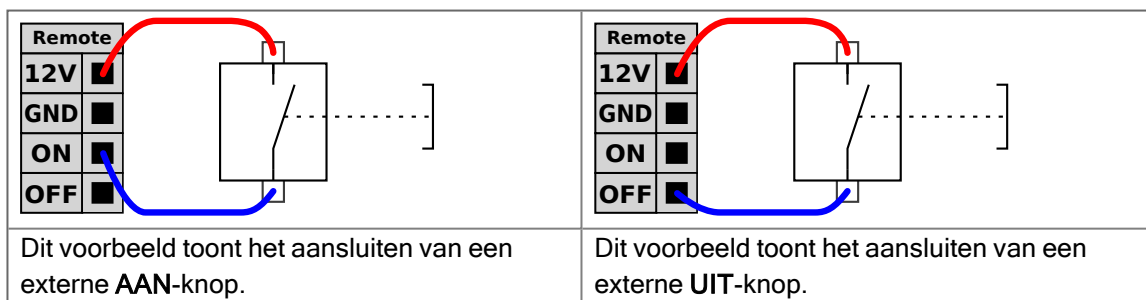 Remote
12V
GND
ON
OFF
Dit voorbeeld toont het aansluiten van een
externe AAN-knop.
Remote
12V
GND
ON
OFF
Dit voorbeeld toont het aansluiten van een
externe UIT-knop.